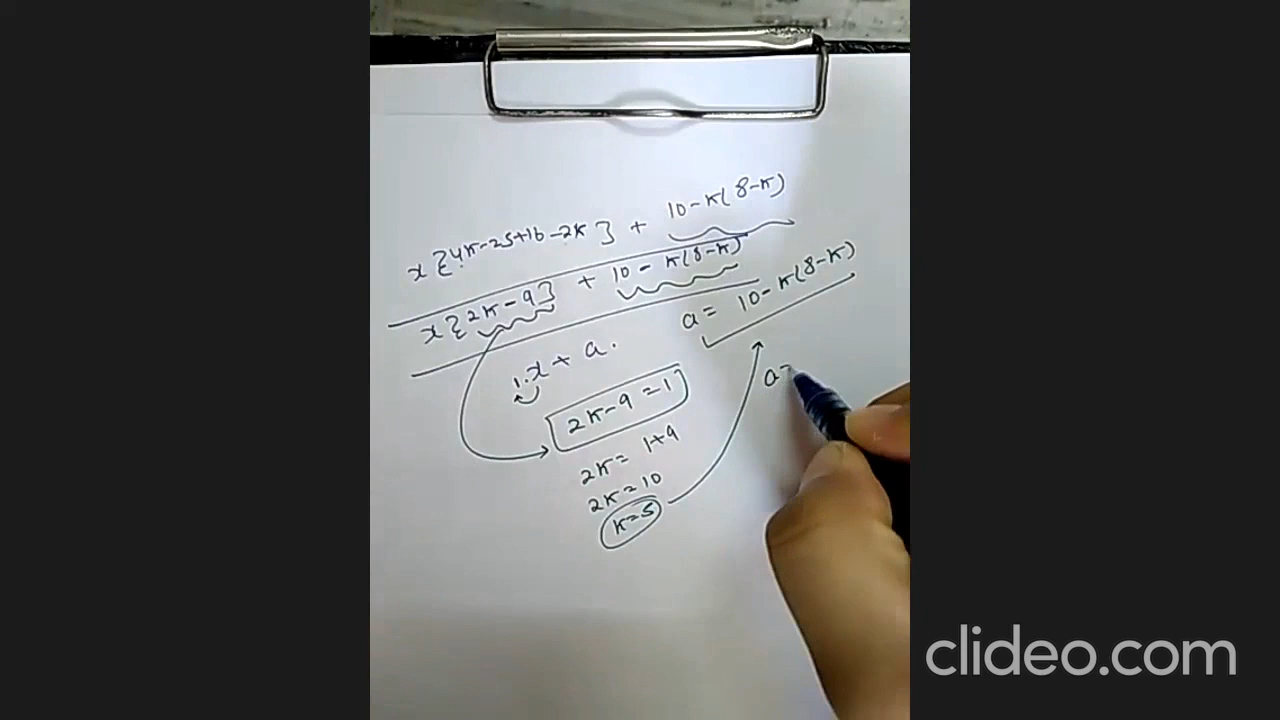 x{4k-25+16-2k} + 10-k(8-k)
x{2k-9} + 10-k(8-k)
a= 10-k(8-k)
1.x + a.
a=
2k-9=1
2k= 1+9
2k=10
k=5
clideo.com